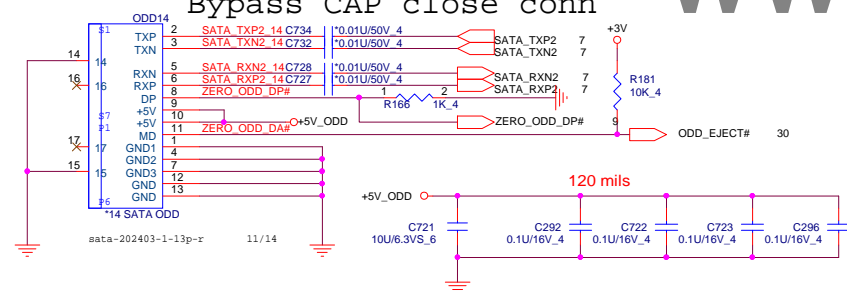 Bypass CAP close conn
ODD14
S1
TXP 2 SATA_TXP2_14 C734 *0.01U/50V_4 SATA_TXP2 7
TXN 3 SATA_TXN2_14 C732 *0.01U/50V_4 SATA_TXN2 7
+3V
14 14
RXN 5 SATA_RXN2_14 C728 *0.01U/50V_4 SATA_RXN2 7
RXP 6 SATA_RXP2_14 C727 *0.01U/50V_4 SATA_RXP2 7
R181
10K_4
16 16
DP 8 ZERO_ODD_DP# 1 R166 2 1K_4
+5V 9
S7
+5V 10 +5V_ODD
ZERO_ODD_DP# 9
P1
MD 11 ZERO_ODD_DA# ODD_EJECT# 30
17 17
GND1 1
GND2 4
15 15
GND3 7
GND 12
GND 13
P6
*14 SATA ODD
sata-202403-1-13p-r 11/14
120 mils
+5V_ODD
C721
10U/6.3VS_6
C292
0.1U/16V_4
C722
0.1U/16V_4
C723
0.1U/16V_4
C296
0.1U/16V_4